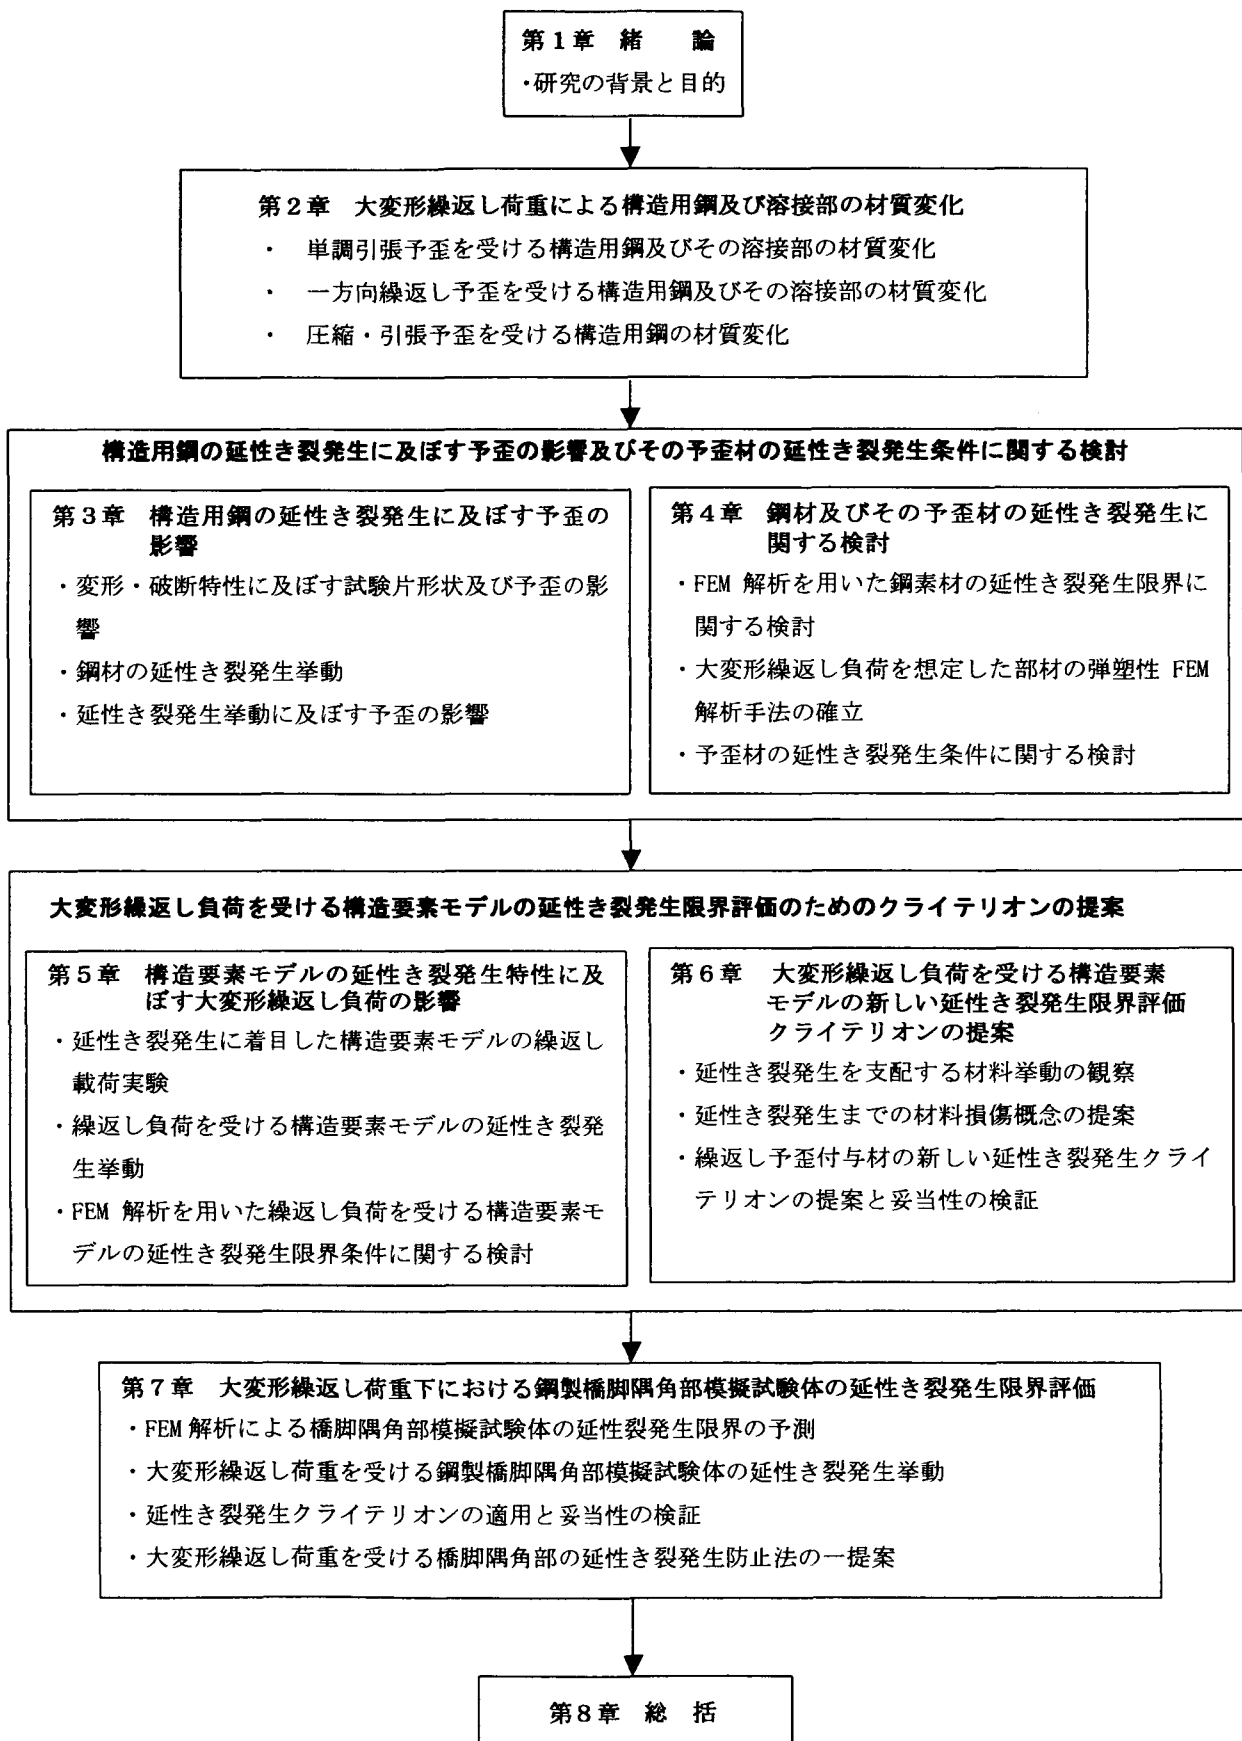 第1章 緒 論
・研究の背景と目的
第2章 大変形繰返し荷重による構造用鋼及び溶接部の材質変化
・ 単調引張予歪を受ける構造用鋼及びその溶接部の材質変化
・ 一方向繰返し予歪を受ける構造用鋼及びその溶接部の材質変化
・ 圧縮・引張予歪を受ける構造用鋼の材質変化
構造用鋼の延性き裂発生に及ぼす予歪の影響及びその予歪材の延性き裂発生条件に関する検討
第3章 構造用鋼の延性き裂発生に及ぼす予歪の
影響
・変形・破断特性に及ぼす試験片形状及び予歪の影
響
・鋼材の延性き裂発生挙動
・延性き裂発生挙動に及ぼす予歪の影響
第4章 鋼材及びその予歪材の延性き裂発生に
関する検討
・FEM 解析を用いた鋼素材の延性き裂発生限界に
関する検討
・大変形繰返し負荷を想定した部材の弾塑性 FEM
解析手法の確立
・予歪材の延性き裂発生条件に関する検討
大変形繰返し負荷を受ける構造要素モデルの延性き裂発生限界評価のためのクライテリオンの提案
第5章 構造要素モデルの延性き裂発生特性に及
ぼす大変形繰返し負荷の影響
・延性き裂発生に着目した構造要素モデルの繰返し
載荷実験
・繰返し負荷を受ける構造要素モデルの延性き裂発
生挙動
・FEM 解析を用いた繰返し負荷を受ける構造要素モ
デルの延性き裂発生限界条件に関する検討
第6章 大変形繰返し負荷を受ける構造要素
モデルの新しい延性き裂発生限界評価
クライテリオンの提案
・延性き裂発生を支配する材料挙動の観察
・延性き裂発生までの材料損傷概念の提案
・繰返し予歪付与材の新しい延性き裂発生クライ
テリオンの提案と妥当性の検証
第7章 大変形繰返し荷重下における鋼製橋脚隅角部模擬試験体の延性き裂発生限界評価
・FEM 解析による橋脚隅角部模擬試験体の延性裂発生限界の予測
・大変形繰返し荷重を受ける鋼製橋脚隅角部模擬試験体の延性き裂発生挙動
・延性き裂発生クライテリオンの適用と妥当性の検証
・大変形繰返し荷重を受ける橋脚隅角部の延性き裂発生防止法の一提案
第8章 総 括